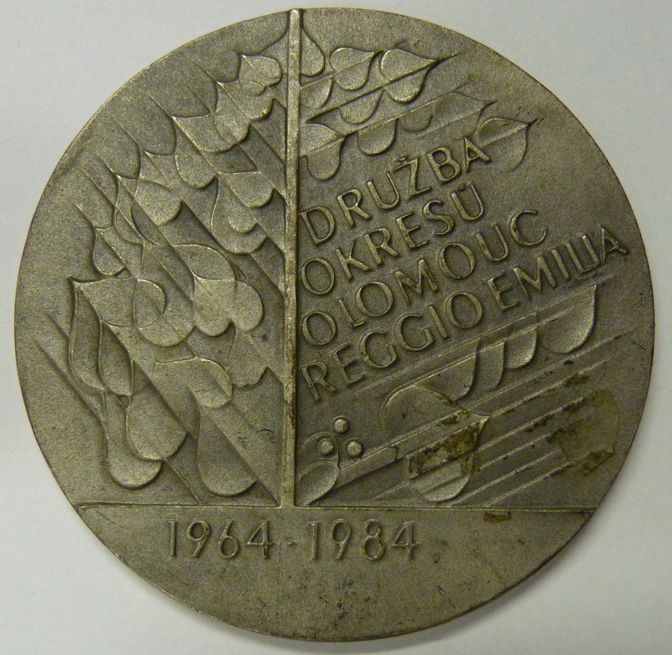 DRUŽBA
OKRESU
OLOMOUC
REGGIO EMILIA
1964-1984